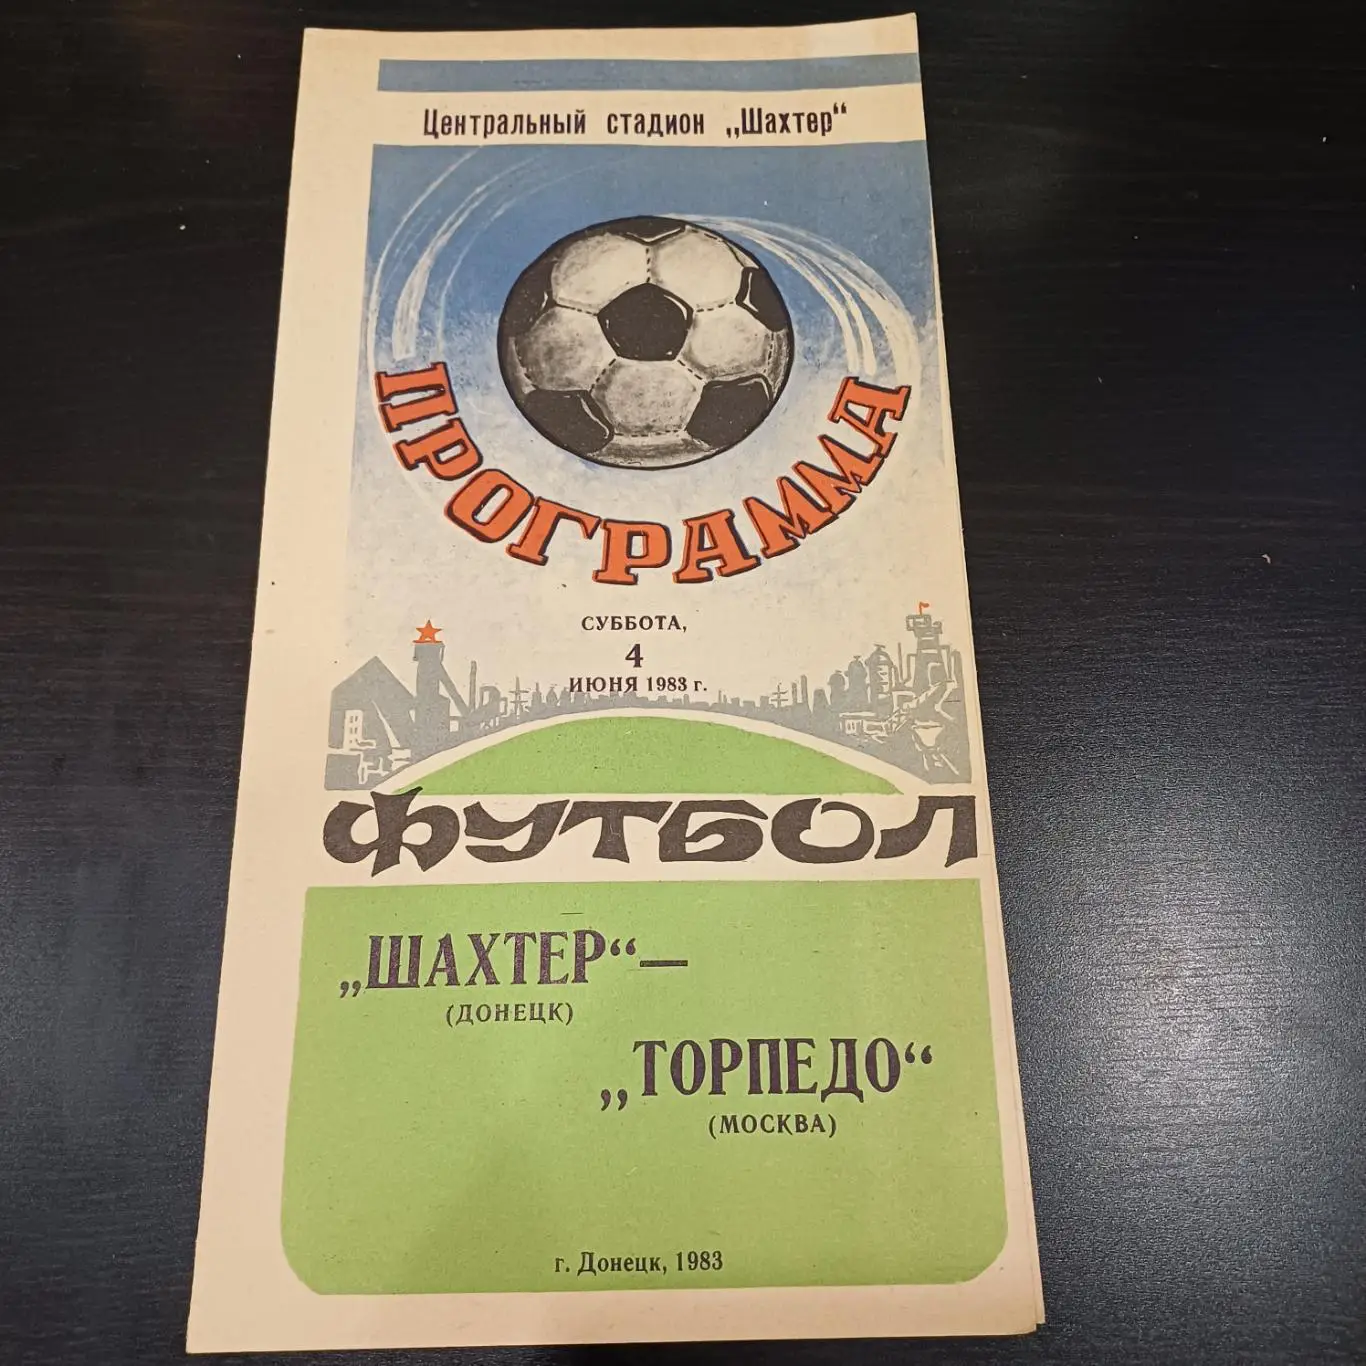 Центральный стадион „Шахтер“
ПРОГРАММА
СУББОТА,
4
ИЮНЯ 1983 г.
ФУТБОЛ
„ШАХТЕР“ —
(ДОНЕЦК)
„ТОРПЕДО“
(МОСКВА)
г. Донецк, 1983